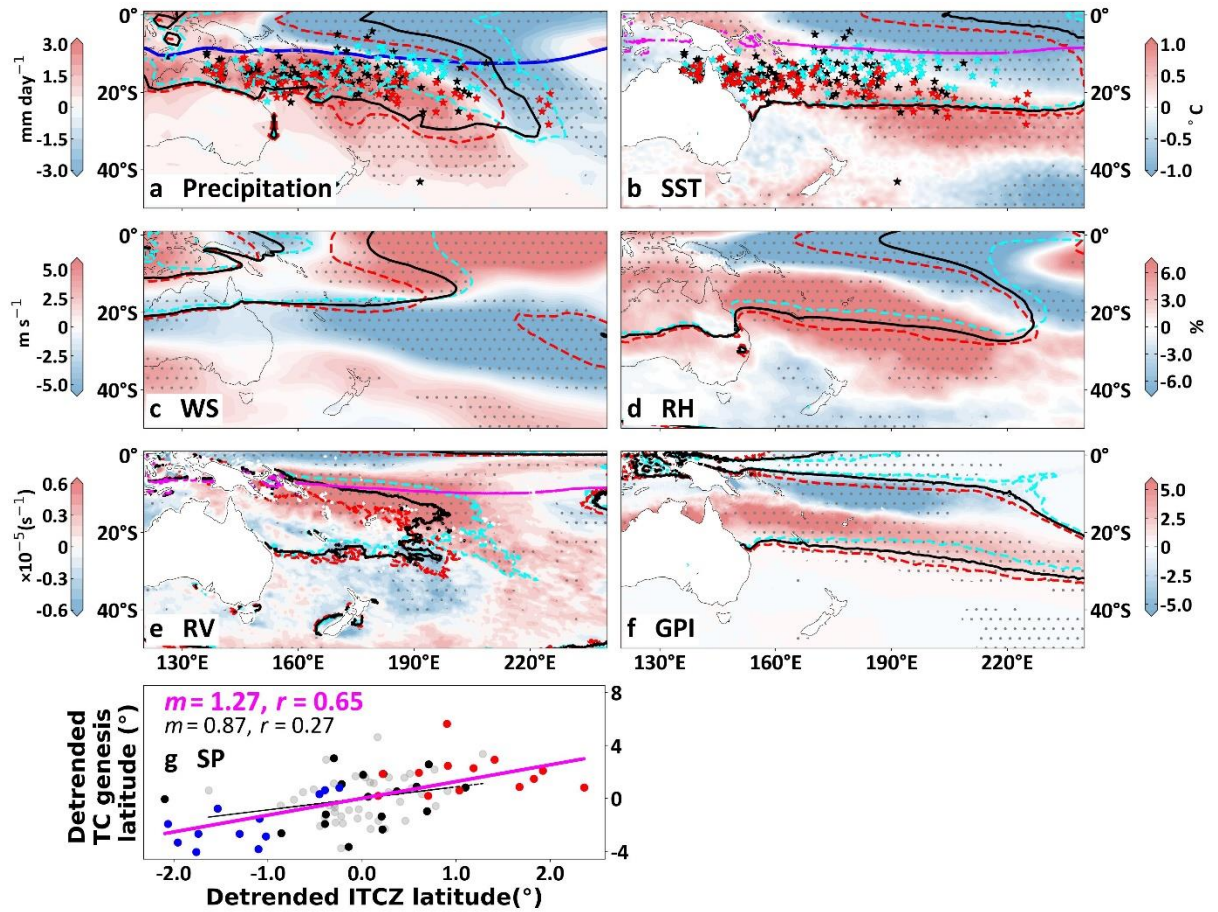 0°
20°S
40°S
3.0
1.5
0
-1.5
-3.0
mm day⁻¹
a Precipitation
b SST
0°
20°S
40°S
1.0
0.5
0
-0.5
-1.0
°C
0°
20°S
40°S
5.0
2.5
0
-2.5
-5.0
m s⁻¹
c WS
d RH
0°
20°S
40°S
6.0
3.0
0
-3.0
-6.0
%
0°
20°S
40°S
0.6
0.3
0
-0.3
-0.6
×10⁻⁵(s⁻¹)
e RV
f GPI
0°
20°S
40°S
5.0
2.5
0
-2.5
-5.0
130°E 160°E 190°E 220°E
130°E 160°E 190°E 220°E
m = 1.27, r = 0.65
m = 0.87, r = 0.27
g SP
8
4
0
-4
Detrended
TC genesis
latitude (°)
-2.0 -1.0 0.0 1.0 2.0
Detrended ITCZ latitude(°)